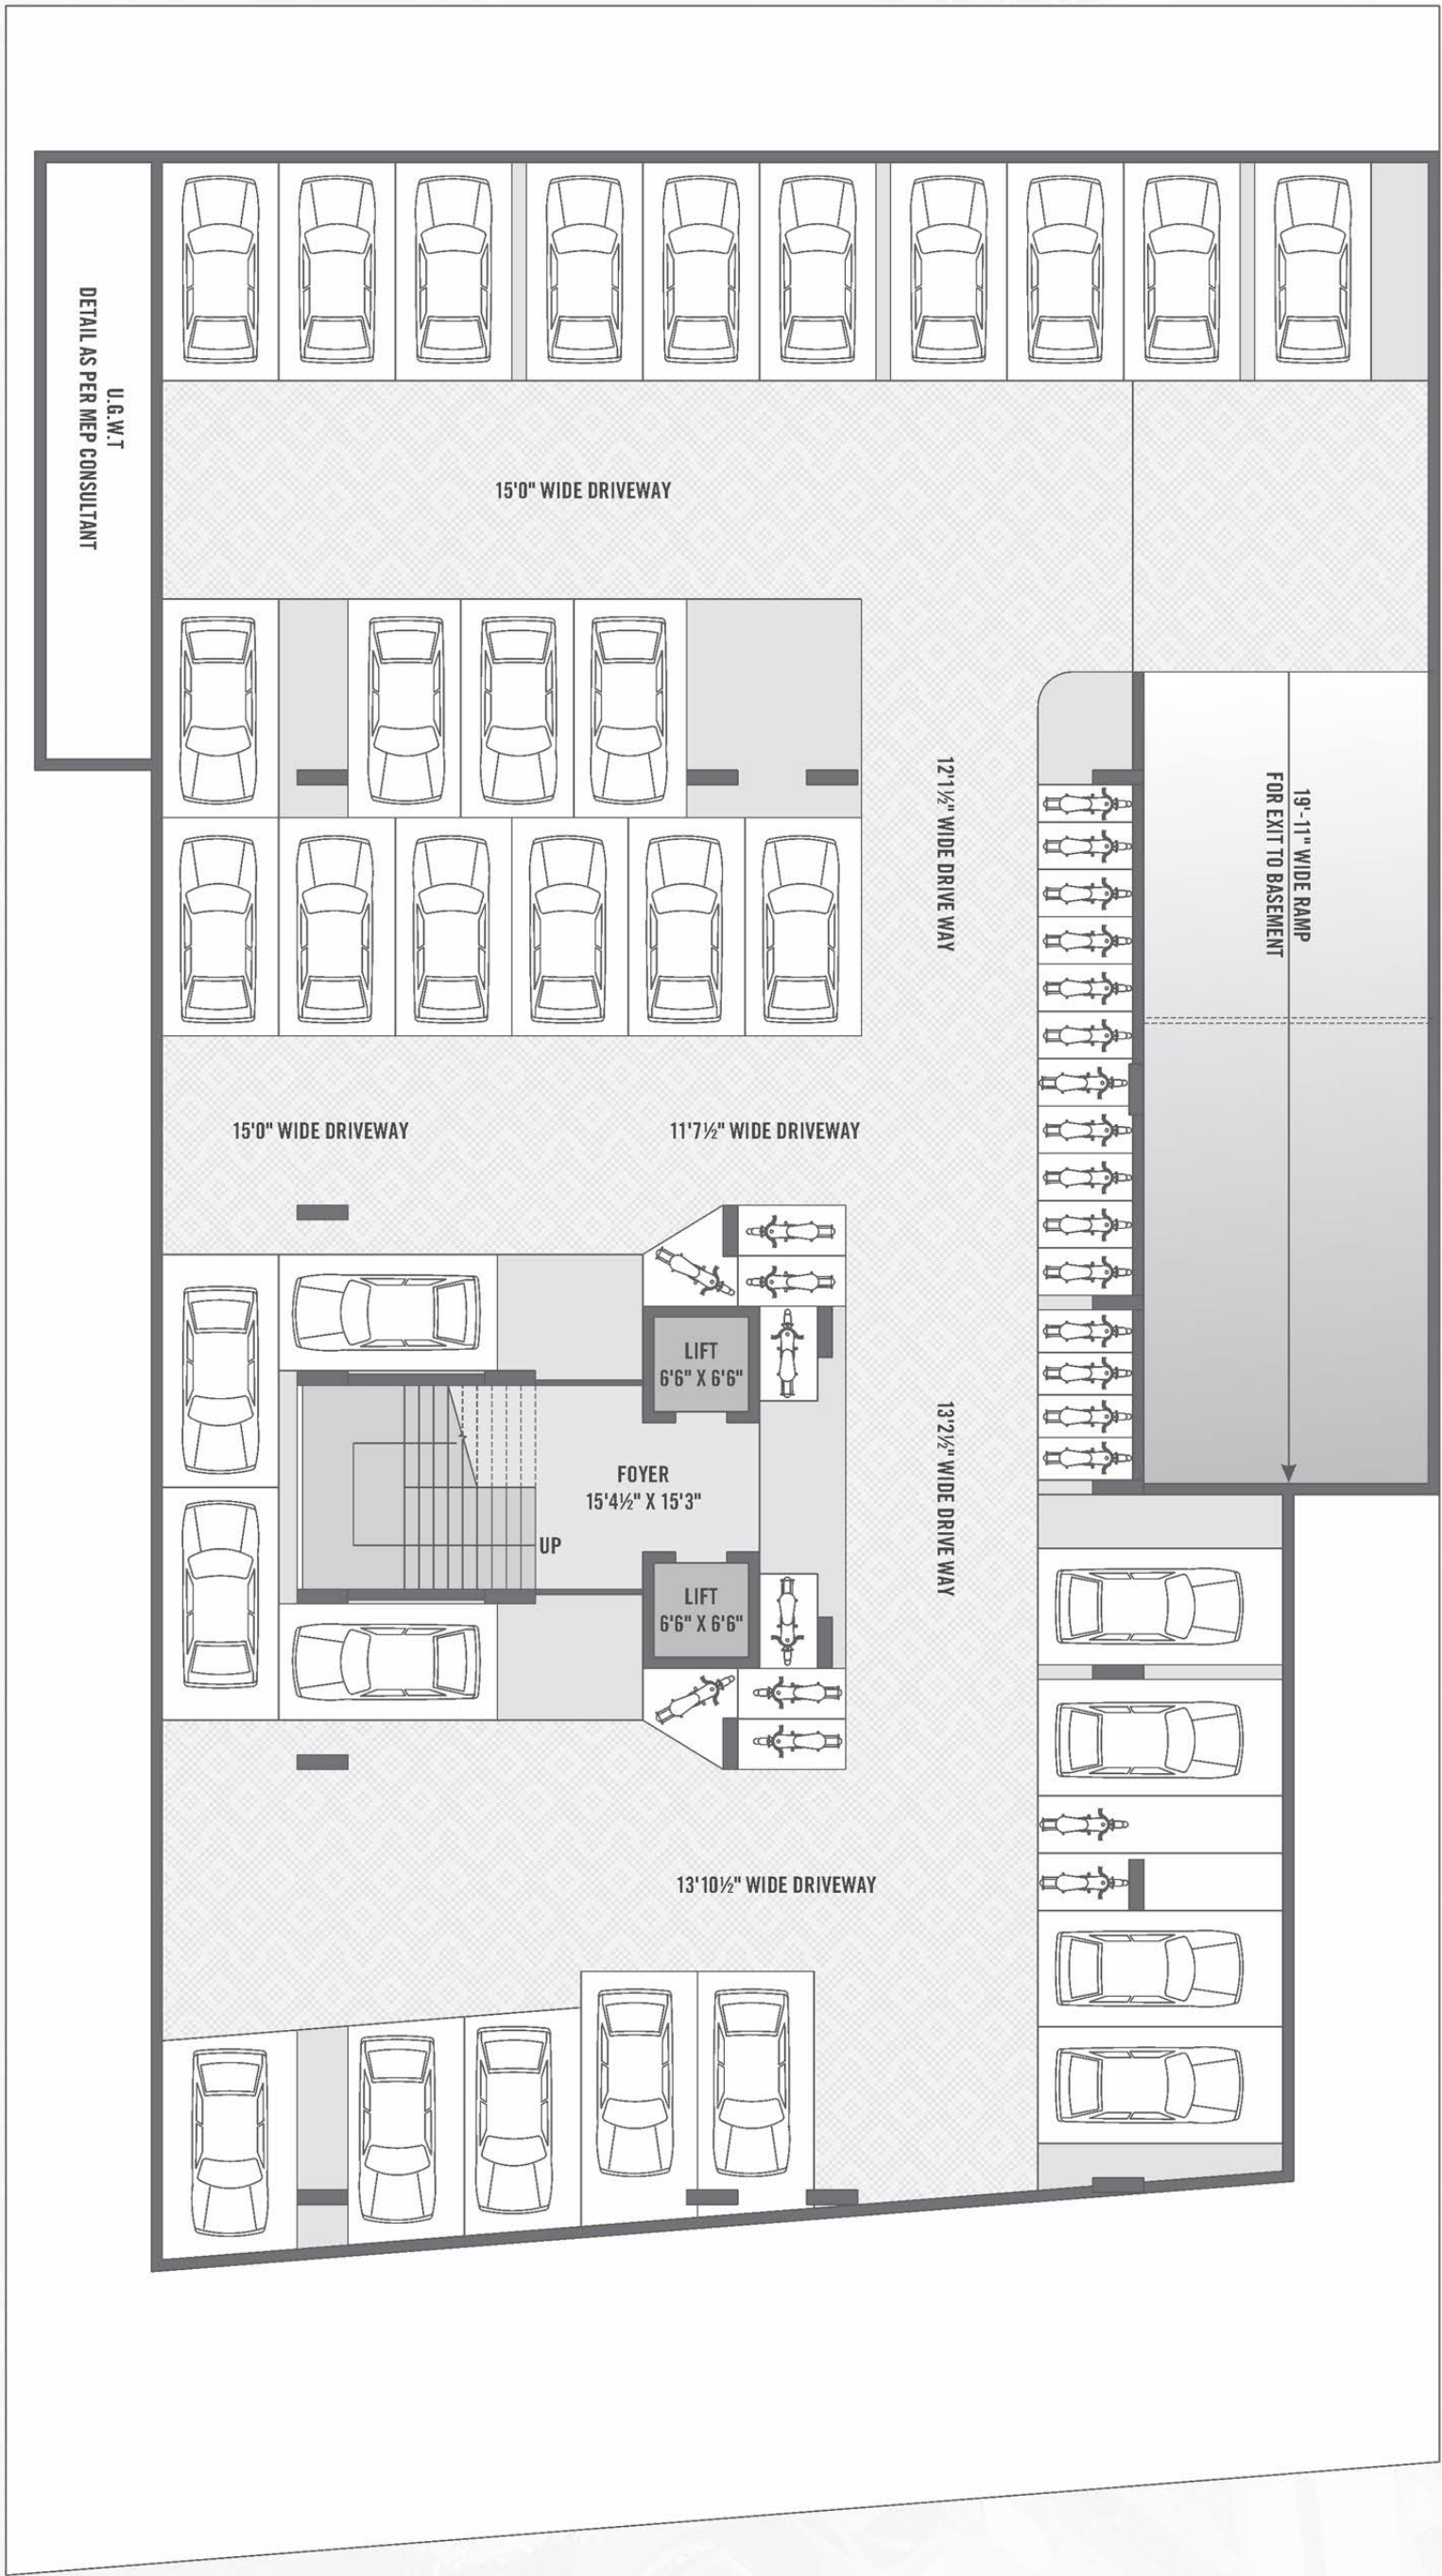 U.G.W.T
DETAIL AS PER MEP CONSULTANT
15'0" WIDE DRIVEWAY
12'1½" WIDE DRIVE WAY
19'-11" WIDE RAMP
FOR EXIT TO BASEMENT
15'0" WIDE DRIVEWAY
11'7½" WIDE DRIVEWAY
LIFT
6'6" X 6'6"
FOYER
15'4½" X 15'3"
UP
13'2½" WIDE DRIVE WAY
LIFT
6'6" X 6'6"
13'10½" WIDE DRIVEWAY